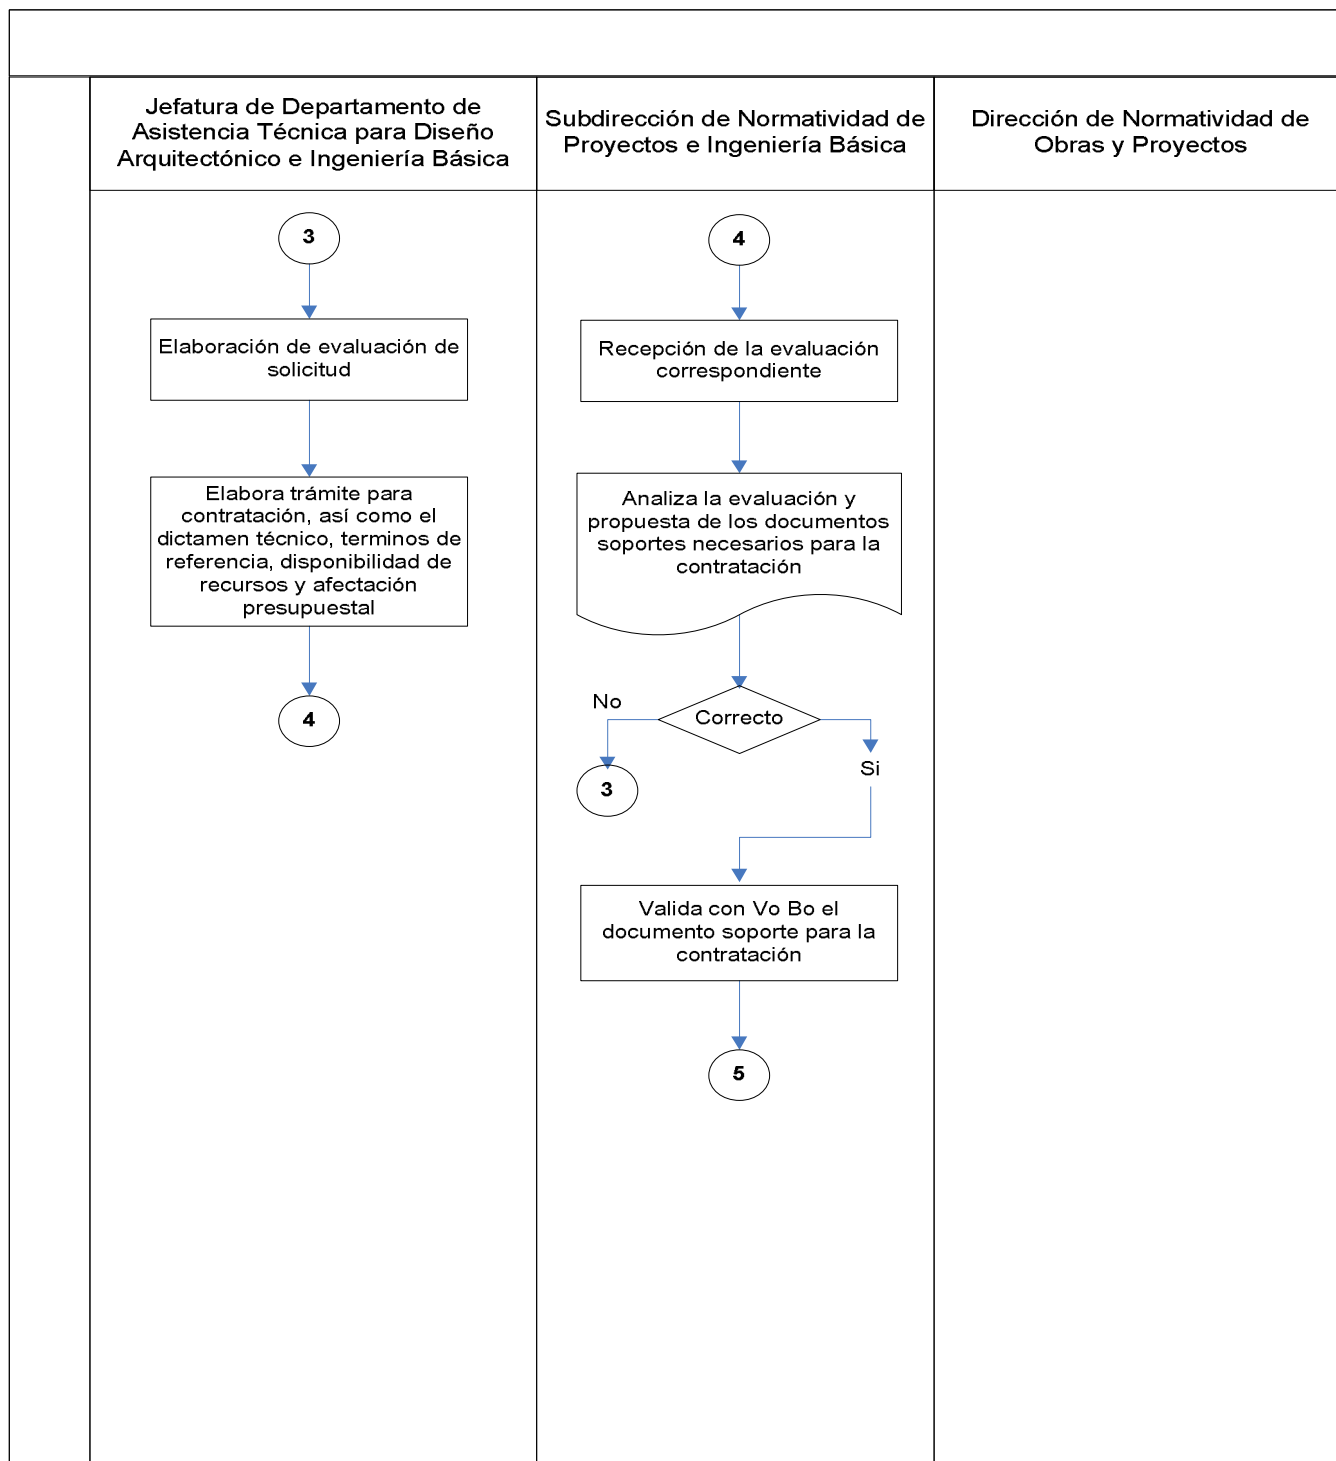 Jefatura de Departamento de
Asistencia Técnica para Diseño
Arquitectónico e Ingeniería Básica
Subdirección de Normatividad de
Proyectos e Ingeniería Básica
Dirección de Normatividad de
Obras y Proyectos
3
Elaboración de evaluación de
solicitud
Elabora trámite para
contratación, así como el
dictamen técnico, terminos de
referencia, disponibilidad de
recursos y afectación
presupuestal
4
4
Recepción de la evaluación
correspondiente
Analiza la evaluación y
propuesta de los documentos
soportes necesarios para la
contratación
No
Correcto
Si
3
Valida con Vo Bo el
documento soporte para la
contratación
5